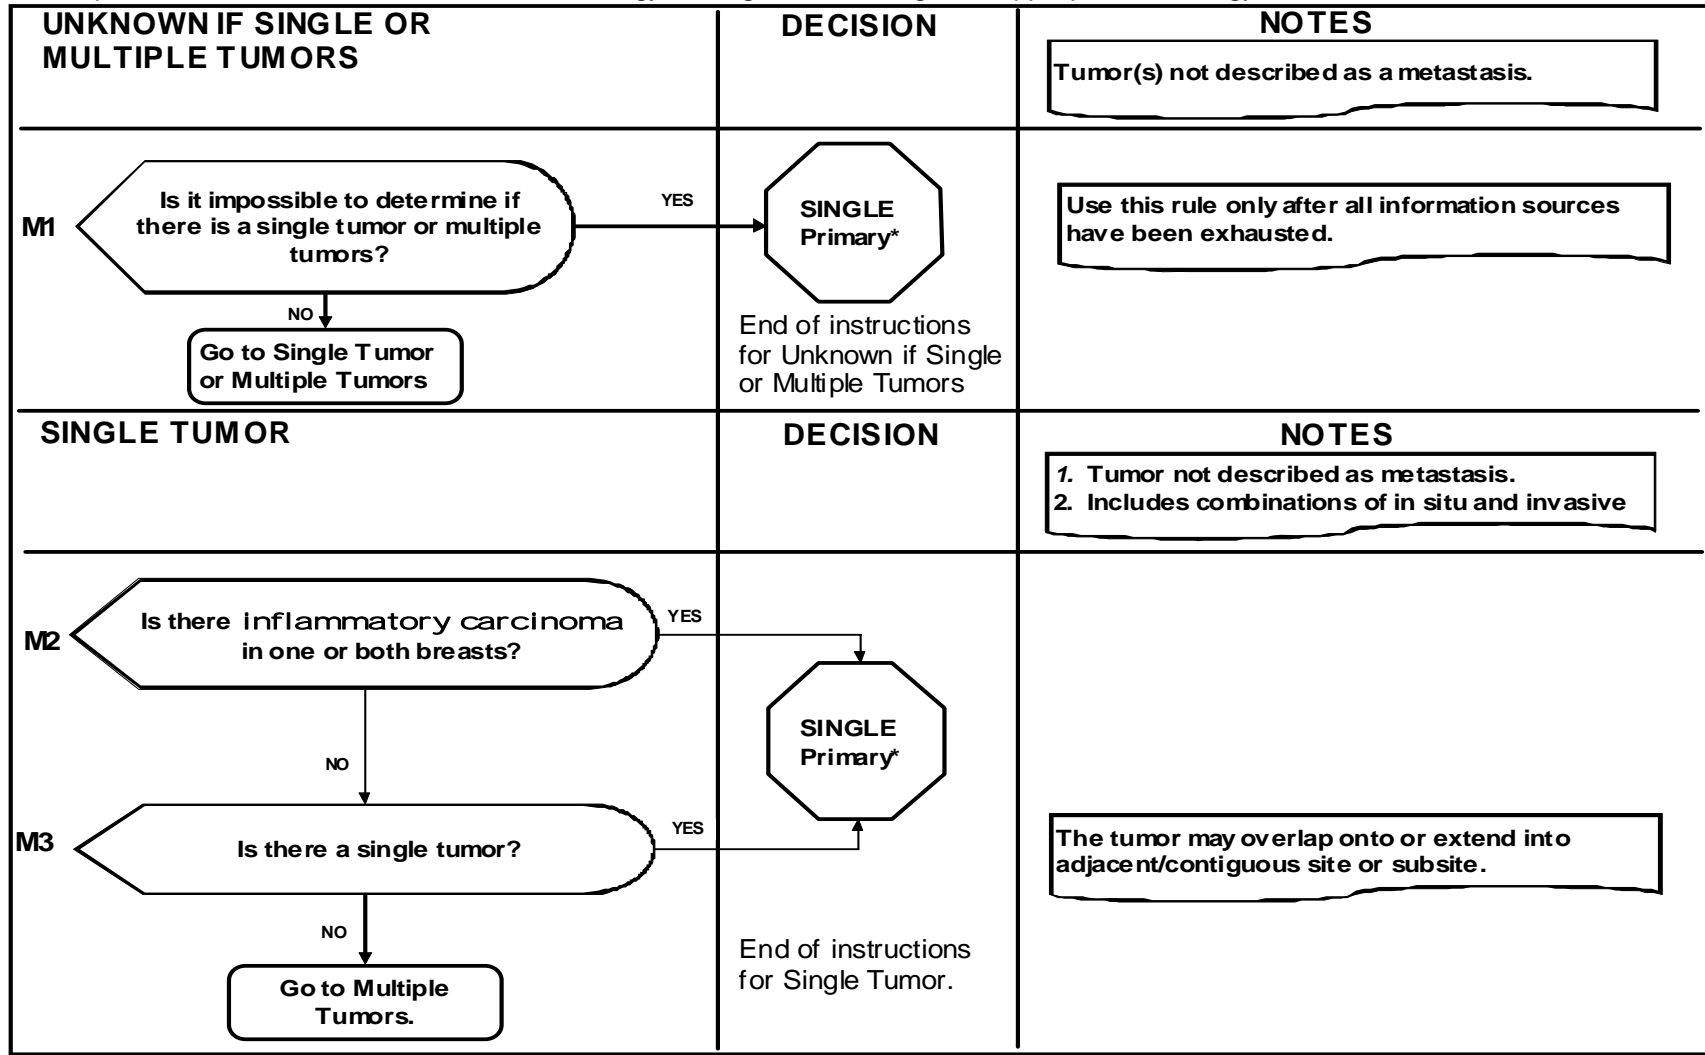 UNKNOWN IF SINGLE OR
MULTIPLE TUMORS
DECISION
NOTES
Tumor(s) not described as a metastasis.
M1
Is it impossible to determine if
there is a single tumor or multiple
tumors?
YES
SINGLE
Primary*
Use this rule only after all information sources
have been exhausted.
NO
Go to Single Tumor
or Multiple Tumors
End of instructions
for Unknown if Single
or Multiple Tumors
SINGLE TUMOR
DECISION
NOTES
1. Tumor not described as metastasis.
2. Includes combinations of in situ and invasive
M2
Is there inflammatory carcinoma
in one or both breasts?
YES
SINGLE
Primary*
NO
M3
Is there a single tumor?
YES
The tumor may overlap onto or extend into
adjacent/contiguous site or subsite.
NO
Go to Multiple
Tumors.
End of instructions
for Single Tumor.